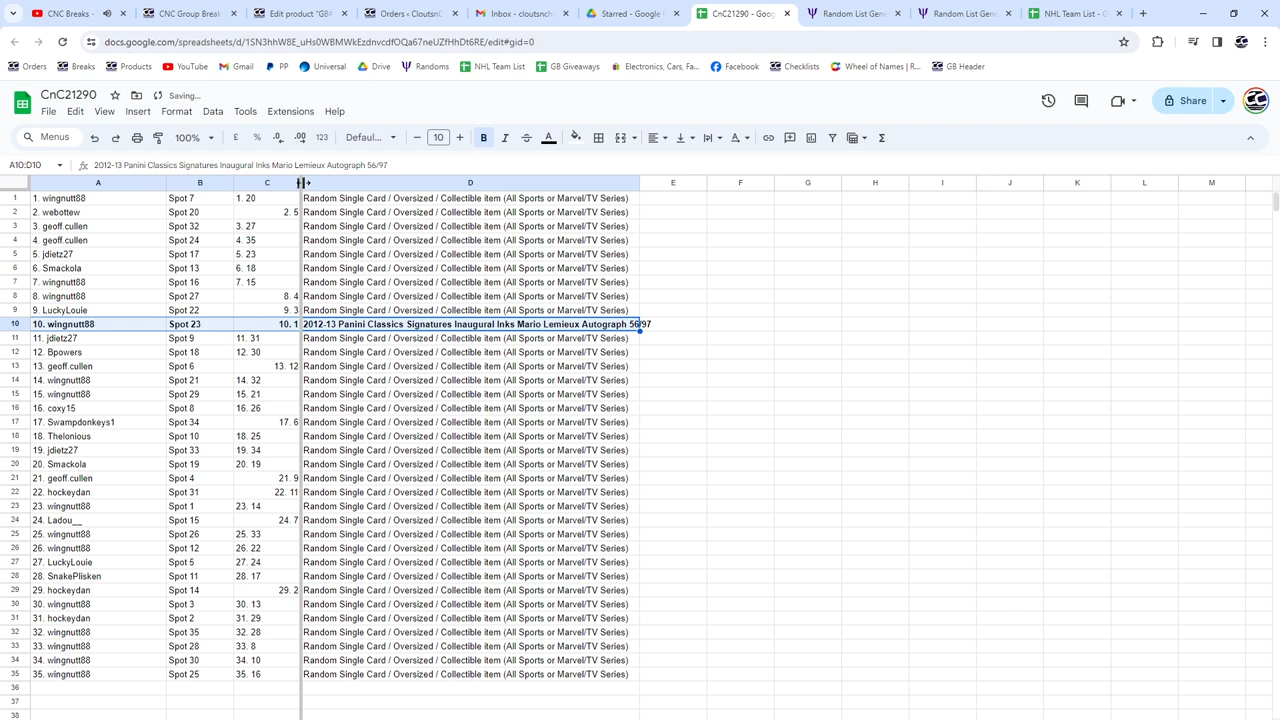 CNC Breaks
CNC Group Break
Orders ‹ Cloutsn
Inbox - cloutsnch
Starred - Google
Random List Gene
NHL Team List - G
Orders
Breaks
Products
YouTube
Gmail
PP
Universal
Drive
Randoms
NHL Team List
GB Giveaways
Electronics, Cars, Fa...
Facebook
Checklists
Wheel of Names | R...
GB Header
CnC21290
Saving...
File Edit View Insert Format Data Tools Extensions Help
Share
Menus
100%
£ % .0 .00 123
Defaul...
10
B I A
A10:D10
fx 2012-13 Panini Classics Signatures Inaugural Inks Mario Lemieux Autograph 56/97
A B C D E F G H I J K L M
1 1. wingnutt88 Spot 7 1. 20 Random Single Card / Oversized / Collectible item (All Sports or Marvel/TV Series)
2 2. webottew Spot 20 2. 5 Random Single Card / Oversized / Collectible item (All Sports or Marvel/TV Series)
3 3. geoff.cullen Spot 32 3. 27 Random Single Card / Oversized / Collectible item (All Sports or Marvel/TV Series)
4 4. geoff.cullen Spot 24 4. 35 Random Single Card / Oversized / Collectible item (All Sports or Marvel/TV Series)
5 5. jdietz27 Spot 17 5. 23 Random Single Card / Oversized / Collectible item (All Sports or Marvel/TV Series)
6 6. Smackola Spot 13 6. 18 Random Single Card / Oversized / Collectible item (All Sports or Marvel/TV Series)
7 7. wingnutt88 Spot 16 7. 15 Random Single Card / Oversized / Collectible item (All Sports or Marvel/TV Series)
8 8. wingnutt88 Spot 27 8. 4 Random Single Card / Oversized / Collectible item (All Sports or Marvel/TV Series)
9 9. LuckyLouie Spot 22 9. 3 Random Single Card / Oversized / Collectible item (All Sports or Marvel/TV Series)
10 10. wingnutt88 Spot 23 10. 1 2012-13 Panini Classics Signatures Inaugural Inks Mario Lemieux Autograph 56/97
11 11. jdietz27 Spot 9 11. 31 Random Single Card / Oversized / Collectible item (All Sports or Marvel/TV Series)
12 12. Bpowers Spot 18 12. 30 Random Single Card / Oversized / Collectible item (All Sports or Marvel/TV Series)
13 13. geoff.cullen Spot 6 13. 12 Random Single Card / Oversized / Collectible item (All Sports or Marvel/TV Series)
14 14. wingnutt88 Spot 21 14. 32 Random Single Card / Oversized / Collectible item (All Sports or Marvel/TV Series)
15 15. wingnutt88 Spot 29 15. 21 Random Single Card / Oversized / Collectible item (All Sports or Marvel/TV Series)
16 16. coxy15 Spot 8 16. 26 Random Single Card / Oversized / Collectible item (All Sports or Marvel/TV Series)
17 17. Swampdonkeys1 Spot 34 17. 6 Random Single Card / Oversized / Collectible item (All Sports or Marvel/TV Series)
18 18. Thelonious Spot 10 18. 25 Random Single Card / Oversized / Collectible item (All Sports or Marvel/TV Series)
19 19. jdietz27 Spot 33 19. 34 Random Single Card / Oversized / Collectible item (All Sports or Marvel/TV Series)
20 20. Smackola Spot 19 20. 19 Random Single Card / Oversized / Collectible item (All Sports or Marvel/TV Series)
21 21. geoff.cullen Spot 4 21. 9 Random Single Card / Oversized / Collectible item (All Sports or Marvel/TV Series)
22 22. hockeydan Spot 31 22. 11 Random Single Card / Oversized / Collectible item (All Sports or Marvel/TV Series)
23 23. wingnutt88 Spot 1 23. 14 Random Single Card / Oversized / Collectible item (All Sports or Marvel/TV Series)
24 24. Ladou__ Spot 15 24. 7 Random Single Card / Oversized / Collectible item (All Sports or Marvel/TV Series)
25 25. wingnutt88 Spot 26 25. 33 Random Single Card / Oversized / Collectible item (All Sports or Marvel/TV Series)
26 26. wingnutt88 Spot 12 26. 22 Random Single Card / Oversized / Collectible item (All Sports or Marvel/TV Series)
27 27. LuckyLouie Spot 5 27. 24 Random Single Card / Oversized / Collectible item (All Sports or Marvel/TV Series)
28 28. SnakePlisken Spot 11 28. 17 Random Single Card / Oversized / Collectible item (All Sports or Marvel/TV Series)
29 29. hockeydan Spot 14 29. 2 Random Single Card / Oversized / Collectible item (All Sports or Marvel/TV Series)
30 30. wingnutt88 Spot 3 30. 13 Random Single Card / Oversized / Collectible item (All Sports or Marvel/TV Series)
31 31. hockeydan Spot 2 31. 29 Random Single Card / Oversized / Collectible item (All Sports or Marvel/TV Series)
32 32. wingnutt88 Spot 35 32. 28 Random Single Card / Oversized / Collectible item (All Sports or Marvel/TV Series)
33 33. wingnutt88 Spot 28 33. 8 Random Single Card / Oversized / Collectible item (All Sports or Marvel/TV Series)
34 34. wingnutt88 Spot 30 34. 10 Random Single Card / Oversized / Collectible item (All Sports or Marvel/TV Series)
35 35. wingnutt88 Spot 25 35. 16 Random Single Card / Oversized / Collectible item (All Sports or Marvel/TV Series)
36
37
38